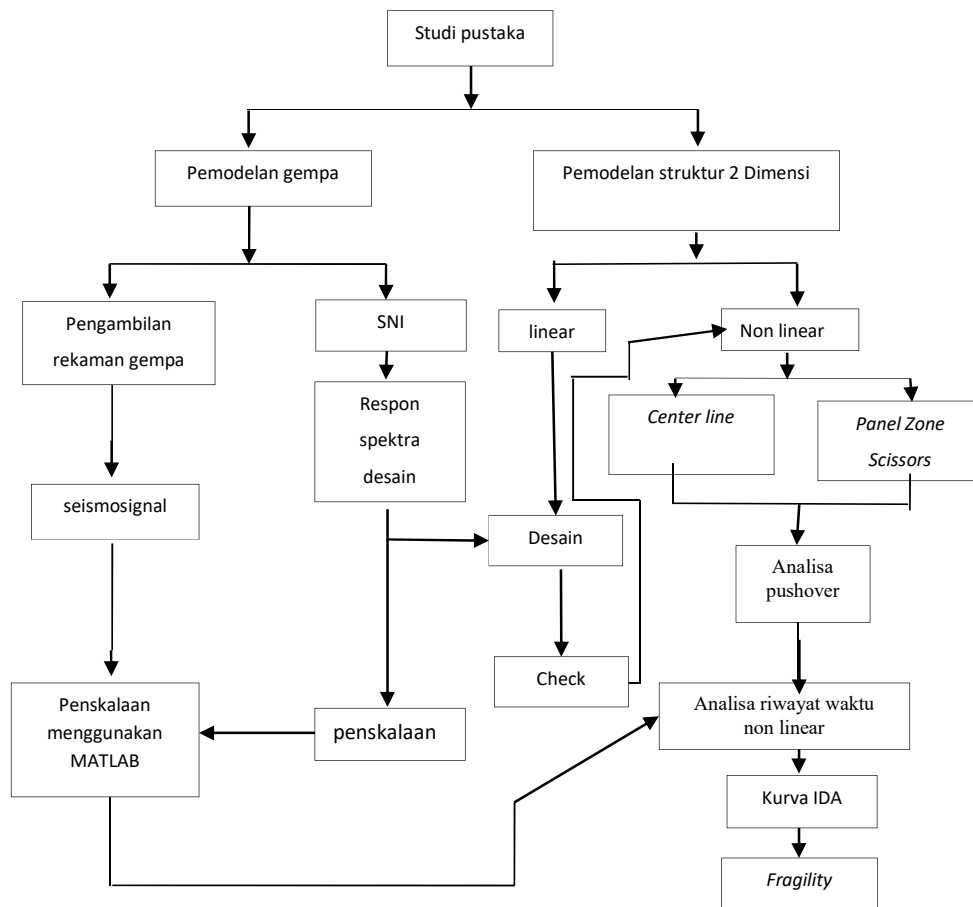 Studi pustaka
Pemodelan gempa
Pemodelan struktur 2 Dimensi
Pengambilan
rekaman gempa
SNI
linear
Non linear
Respon
spektra
desain
Center line
Panel Zone
Scissors
seismosignal
Desain
Analisa
pushover
Check
Penskalaan
menggunakan
MATLAB
penskalaan
Analisa riwayat waktu
non linear
Kurva IDA
Fragility